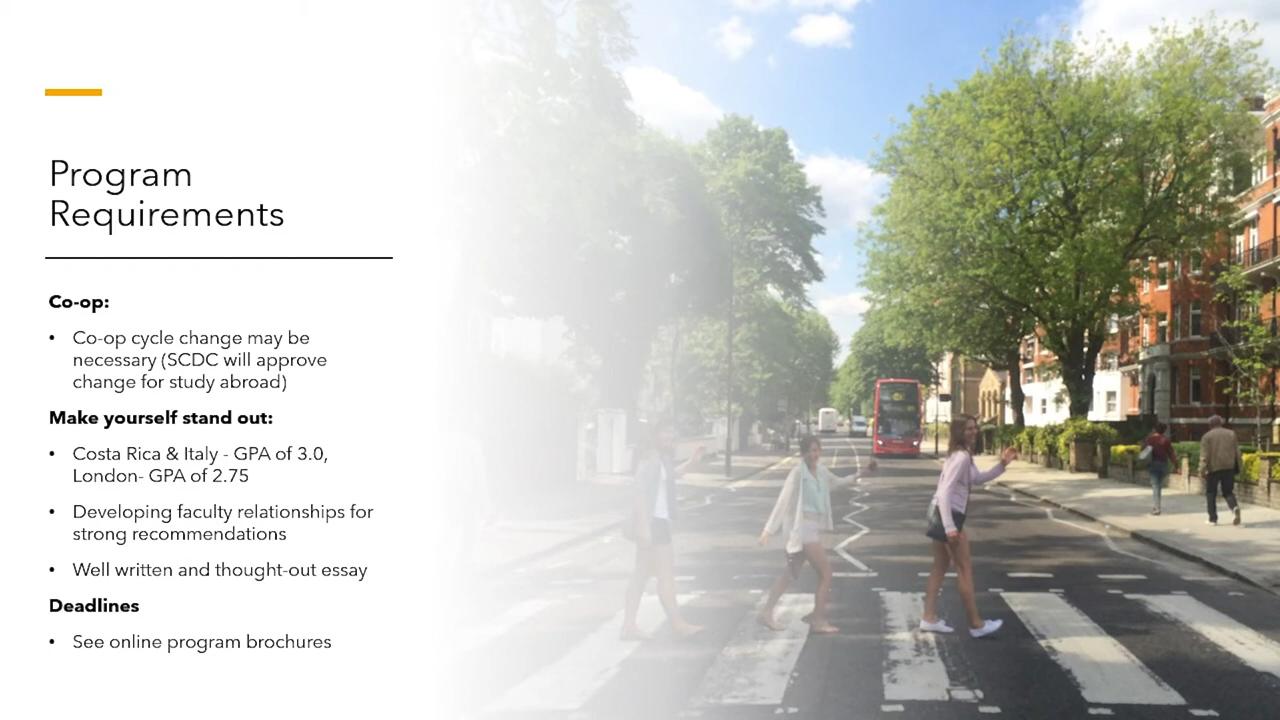 Program
Requirements
Co-op:
• Co-op cycle change may be
necessary (SCDC will approve
change for study abroad)
Make yourself stand out:
• Costa Rica & Italy - GPA of 3.0,
London- GPA of 2.75
• Developing faculty relationships for
strong recommendations
• Well written and thought-out essay
Deadlines
• See online program brochures